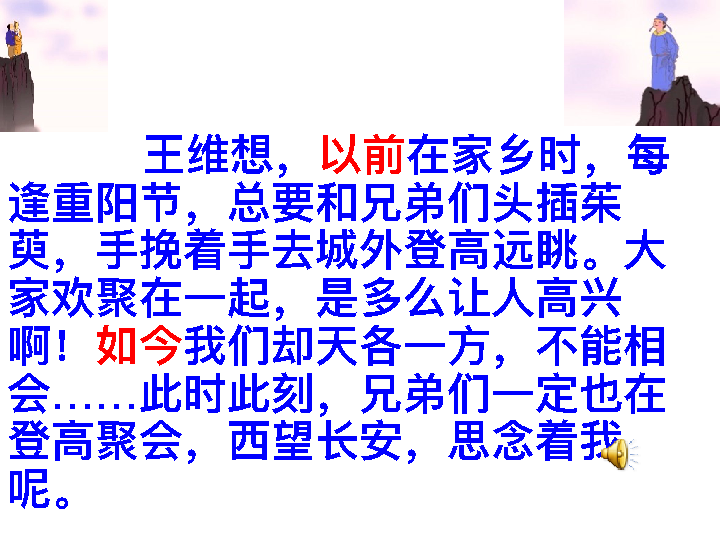 王维想，以前在家乡时，每
逢重阳节，总要和兄弟们头插茱
萸，手挽着手去城外登高远眺。大
家欢聚在一起，是多么让人高兴
啊！如今我们却天各一方，不能相
会……此时此刻，兄弟们一定也在
登高聚会，西望长安，思念着我
呢。